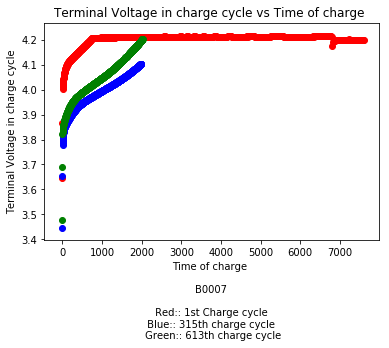 Terminal Voltage in charge cycle vs Time of charge
Terminal Voltage in charge cycle
4.2
4.1
4.0
3.9
3.8
3.7
3.6
3.5
3.4
0 1000 2000 3000 4000 5000 6000 7000
Time of charge
B0007
Red:: 1st Charge cycle
Blue:: 315th charge cycle
Green:: 613th charge cycle